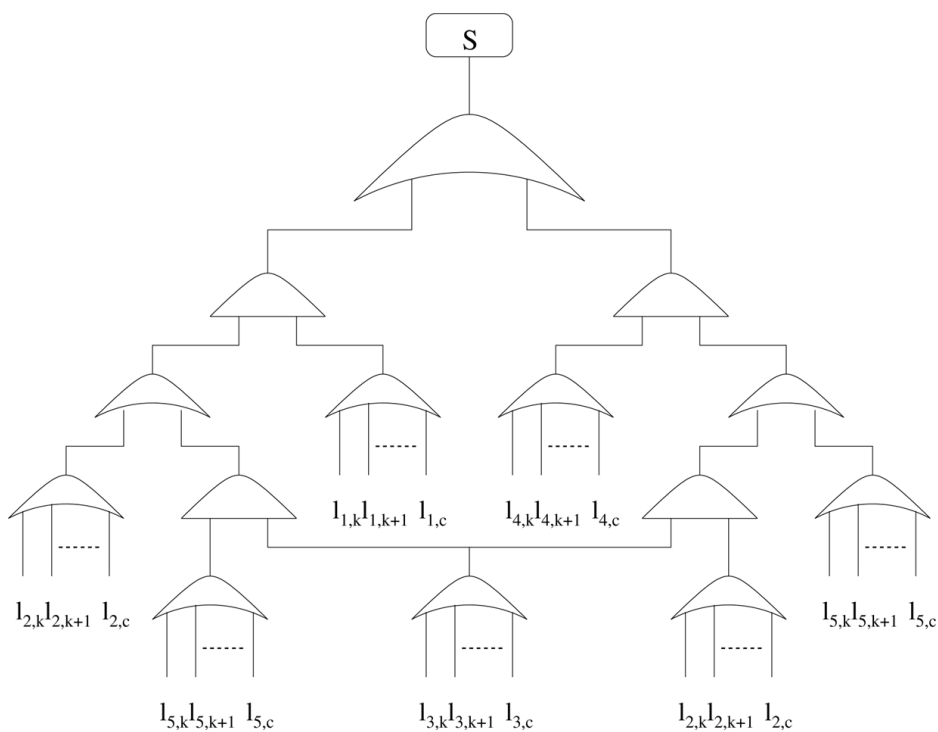 S
l1,k l1,k+1 l1,c l4,k l4,k+1 l4,c
l2,k l2,k+1 l2,c l5,k l5,k+1 l5,c
l5,k l5,k+1 l5,c l3,k l3,k+1 l3,c l2,k l2,k+1 l2,c